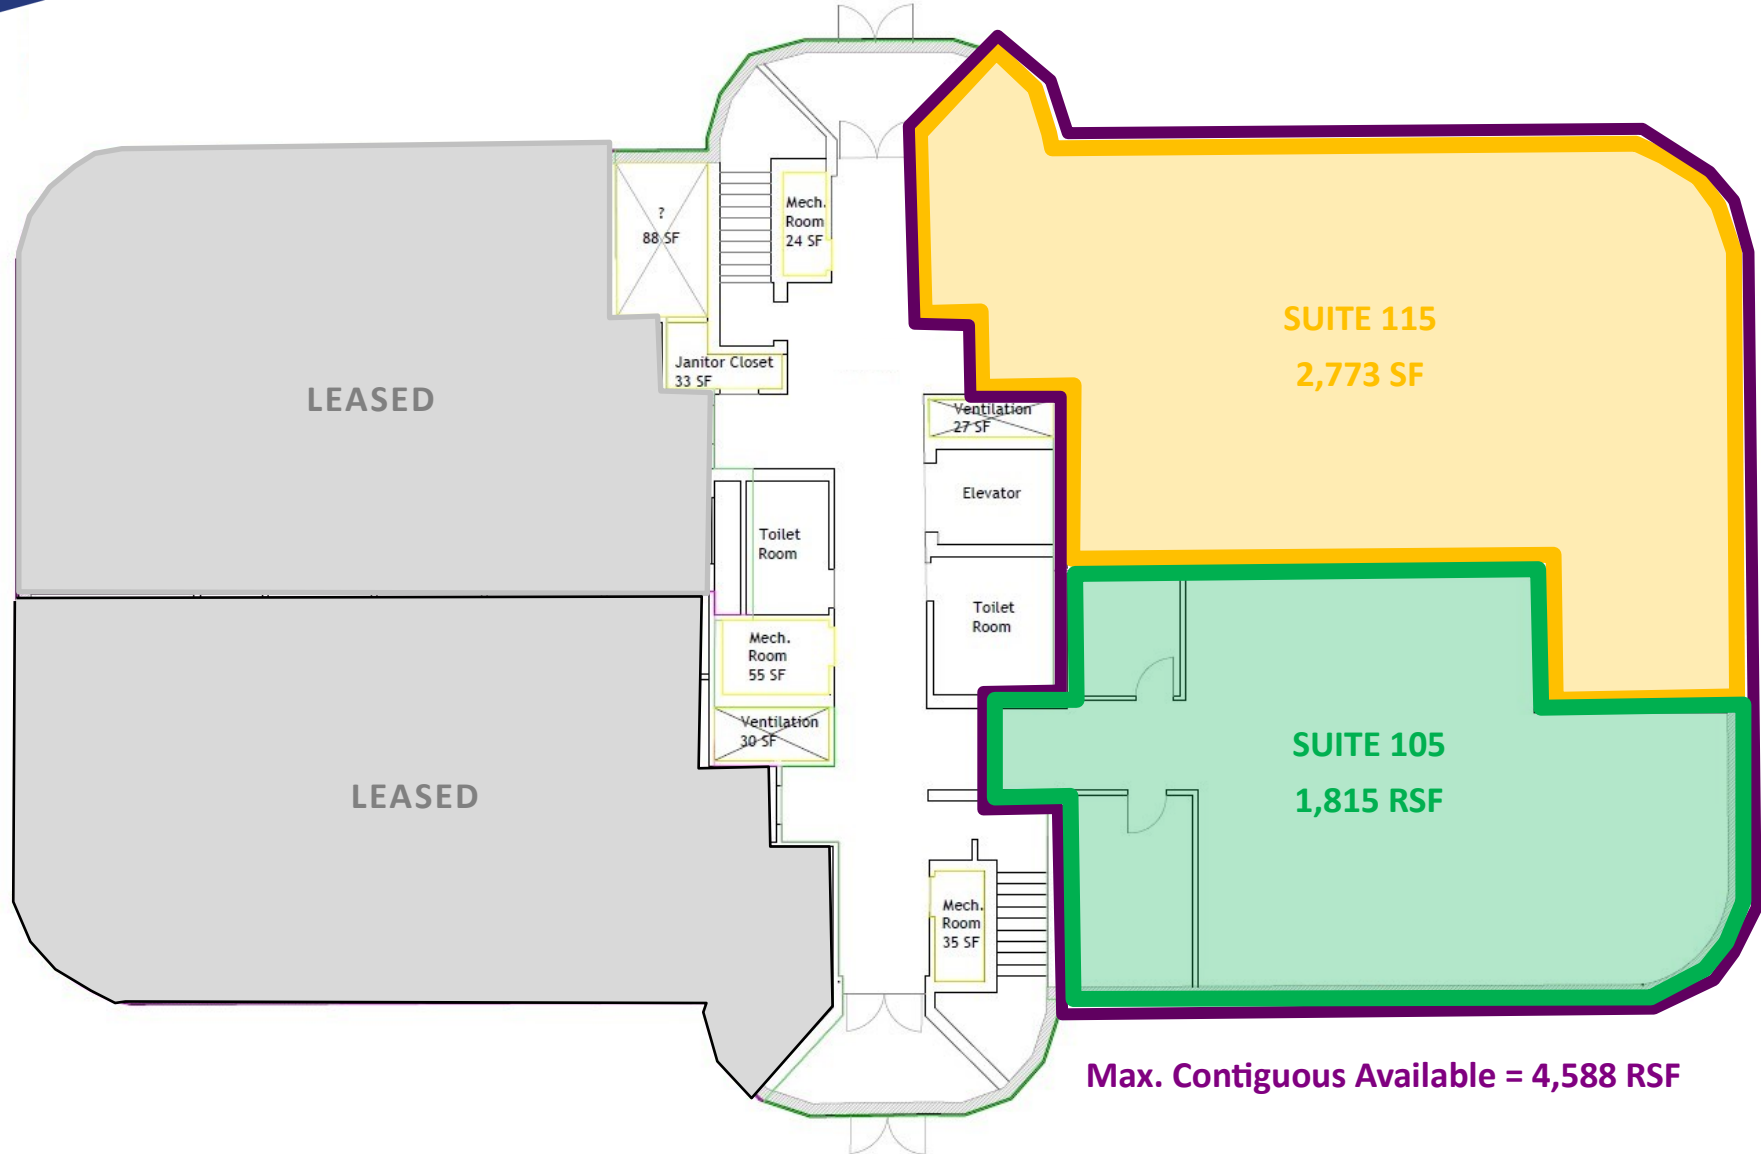 ?
88 SF
Mech.
Room
24 SF
Janitor Closet
33 SF
LEASED
SUITE 115
2,773 SF
Ventilation
27 SF
Elevator
Toilet
Room
Toilet
Room
Mech.
Room
55 SF
Ventilation
30 SF
LEASED
SUITE 105
1,815 RSF
Mech.
Room
35 SF
Max. Contiguous Available = 4,588 RSF